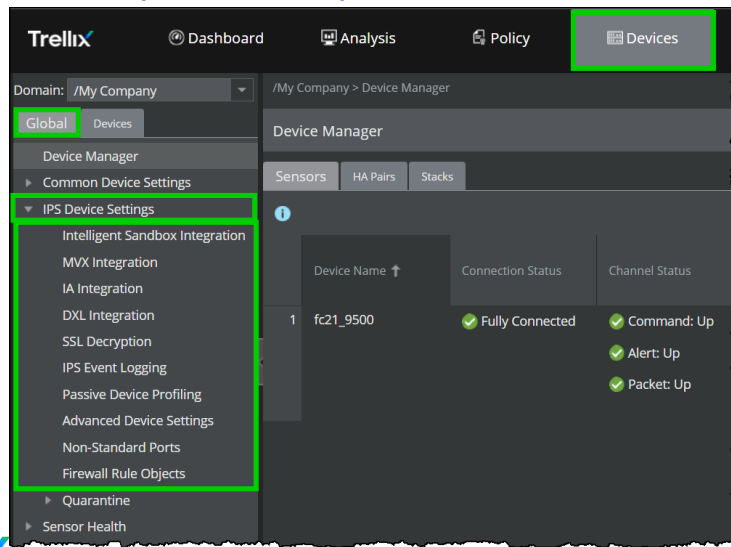 Trellix
Dashboard
Analysis
Policy
Devices
Domain: /My Company
/My Company > Device Manager
Global
Devices
Device Manager
Device Manager
Common Device Settings
IPS Device Settings
Intelligent Sandbox Integration
MVX Integration
IA Integration
DXL Integration
SSL Decryption
IPS Event Logging
Passive Device Profiling
Advanced Device Settings
Non-Standard Ports
Firewall Rule Objects
Quarantine
Sensor Health
Sensors
HA Pairs
Stacks
Device Name
Connection Status
Channel Status
1
fc21_9500
Fully Connected
Command: Up
Alert: Up
Packet: Up